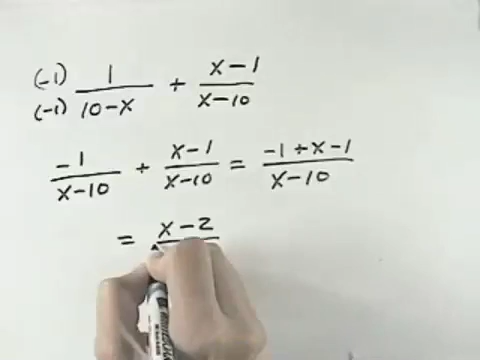 (-1) 1 / (-1) 10-x + x-1 / x-10
-1 / x-10 + x-1 / x-10 = -1+x-1 / x-10
= x-2